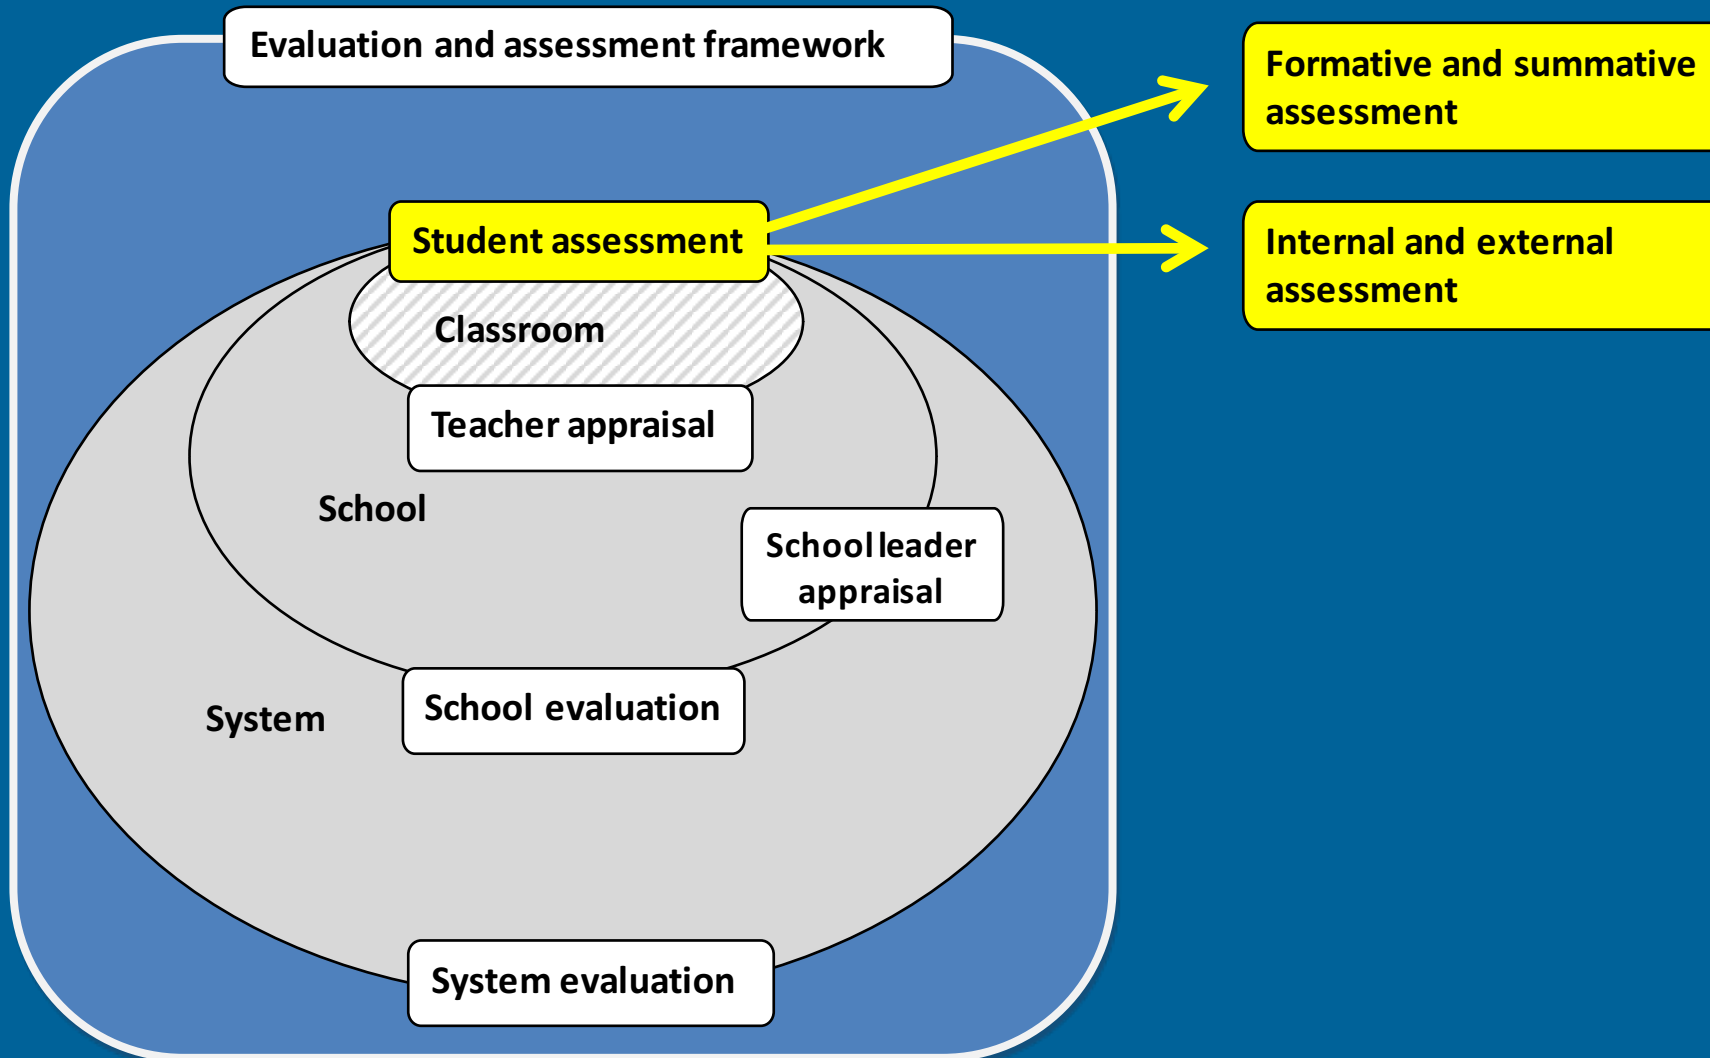 Evaluation and assessment framework
Formative and summative
assessment
Student assessment
Internal and external
assessment
Classroom
Teacher appraisal
School
School leader
appraisal
School evaluation
System
System evaluation